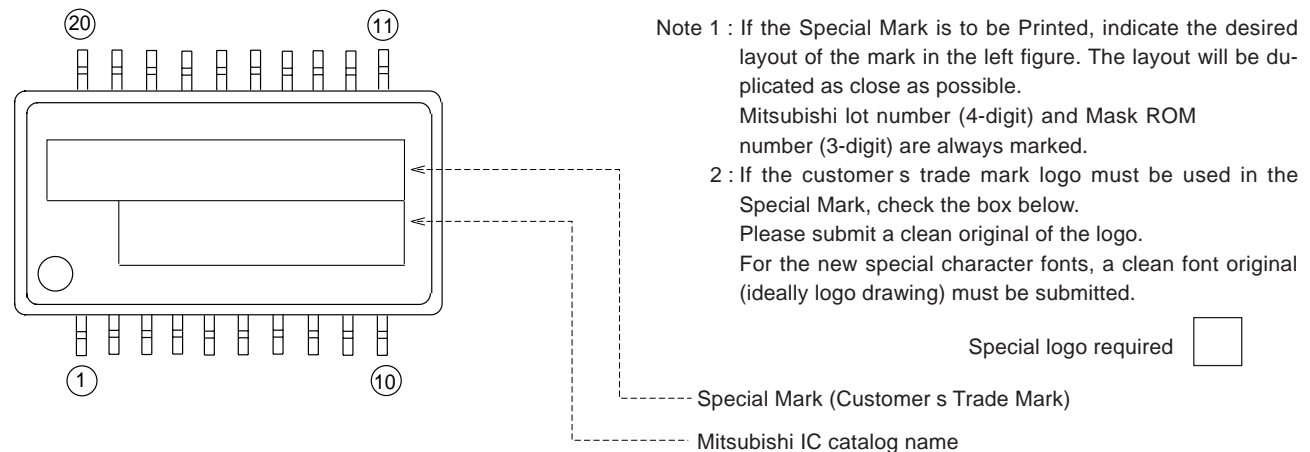 20
11
1
10
Note 1 : If the Special Mark is to be Printed, indicate the desired
layout of the mark in the left figure. The layout will be du-
plicated as close as possible.
Mitsubishi lot number (4-digit) and Mask ROM
number (3-digit) are always marked.
2 : If the customer s trade mark logo must be used in the
Special Mark, check the box below.
Please submit a clean original of the logo.
For the new special character fonts, a clean font original
(ideally logo drawing) must be submitted.
Special logo required
Special Mark (Customer s Trade Mark)
Mitsubishi IC catalog name